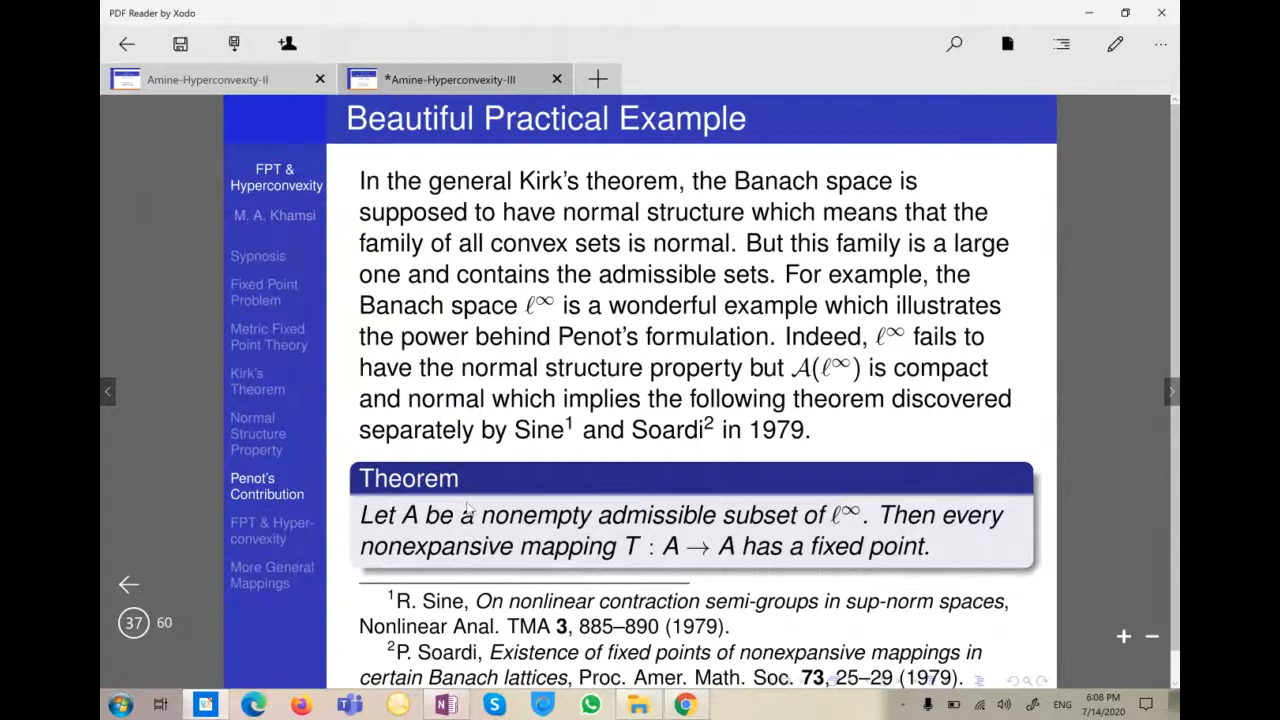 PDF Reader by Xodo
Amine-Hyperconvexity-II
*Amine-Hyperconvexity-III
Beautiful Practical Example
FPT &
Hyperconvexity
M. A. Khamsi
Sypnosis
Fixed Point
Problem
Metric Fixed
Point Theory
Kirk's
Theorem
Normal
Structure
Property
Penot's
Contribution
FPT & Hyper-
convexity
More General
Mappings
37 60
In the general Kirk's theorem, the Banach space is
supposed to have normal structure which means that the
family of all convex sets is normal. But this family is a large
one and contains the admissible sets. For example, the
Banach space ℓ∞ is a wonderful example which illustrates
the power behind Penot's formulation. Indeed, ℓ∞ fails to
have the normal structure property but 𝒜(ℓ∞) is compact
and normal which implies the following theorem discovered
separately by Sine¹ and Soardi² in 1979.
Theorem
Let A be a nonempty admissible subset of ℓ∞. Then every
nonexpansive mapping T : A → A has a fixed point.
¹R. Sine, On nonlinear contraction semi-groups in sup-norm spaces,
Nonlinear Anal. TMA 3, 885–890 (1979).
²P. Soardi, Existence of fixed points of nonexpansive mappings in
certain Banach lattices, Proc. Amer. Math. Soc. 73, 25–29 (1979).
ENG
6:08 PM
7/14/2020